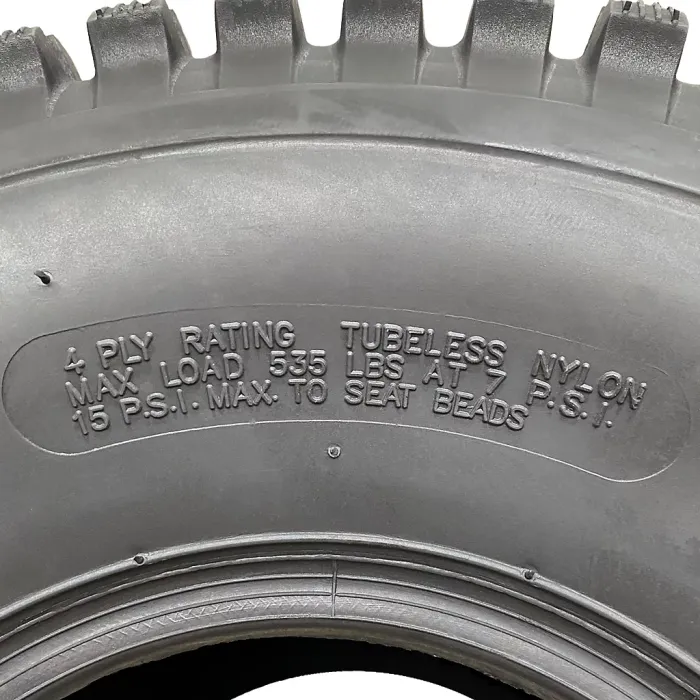 4 PLY RATING TUBELESS NYLON
MAX LOAD 535 LBS AT 7 P.S.I.
15 P.S.I. MAX. TO SEAT BEADS